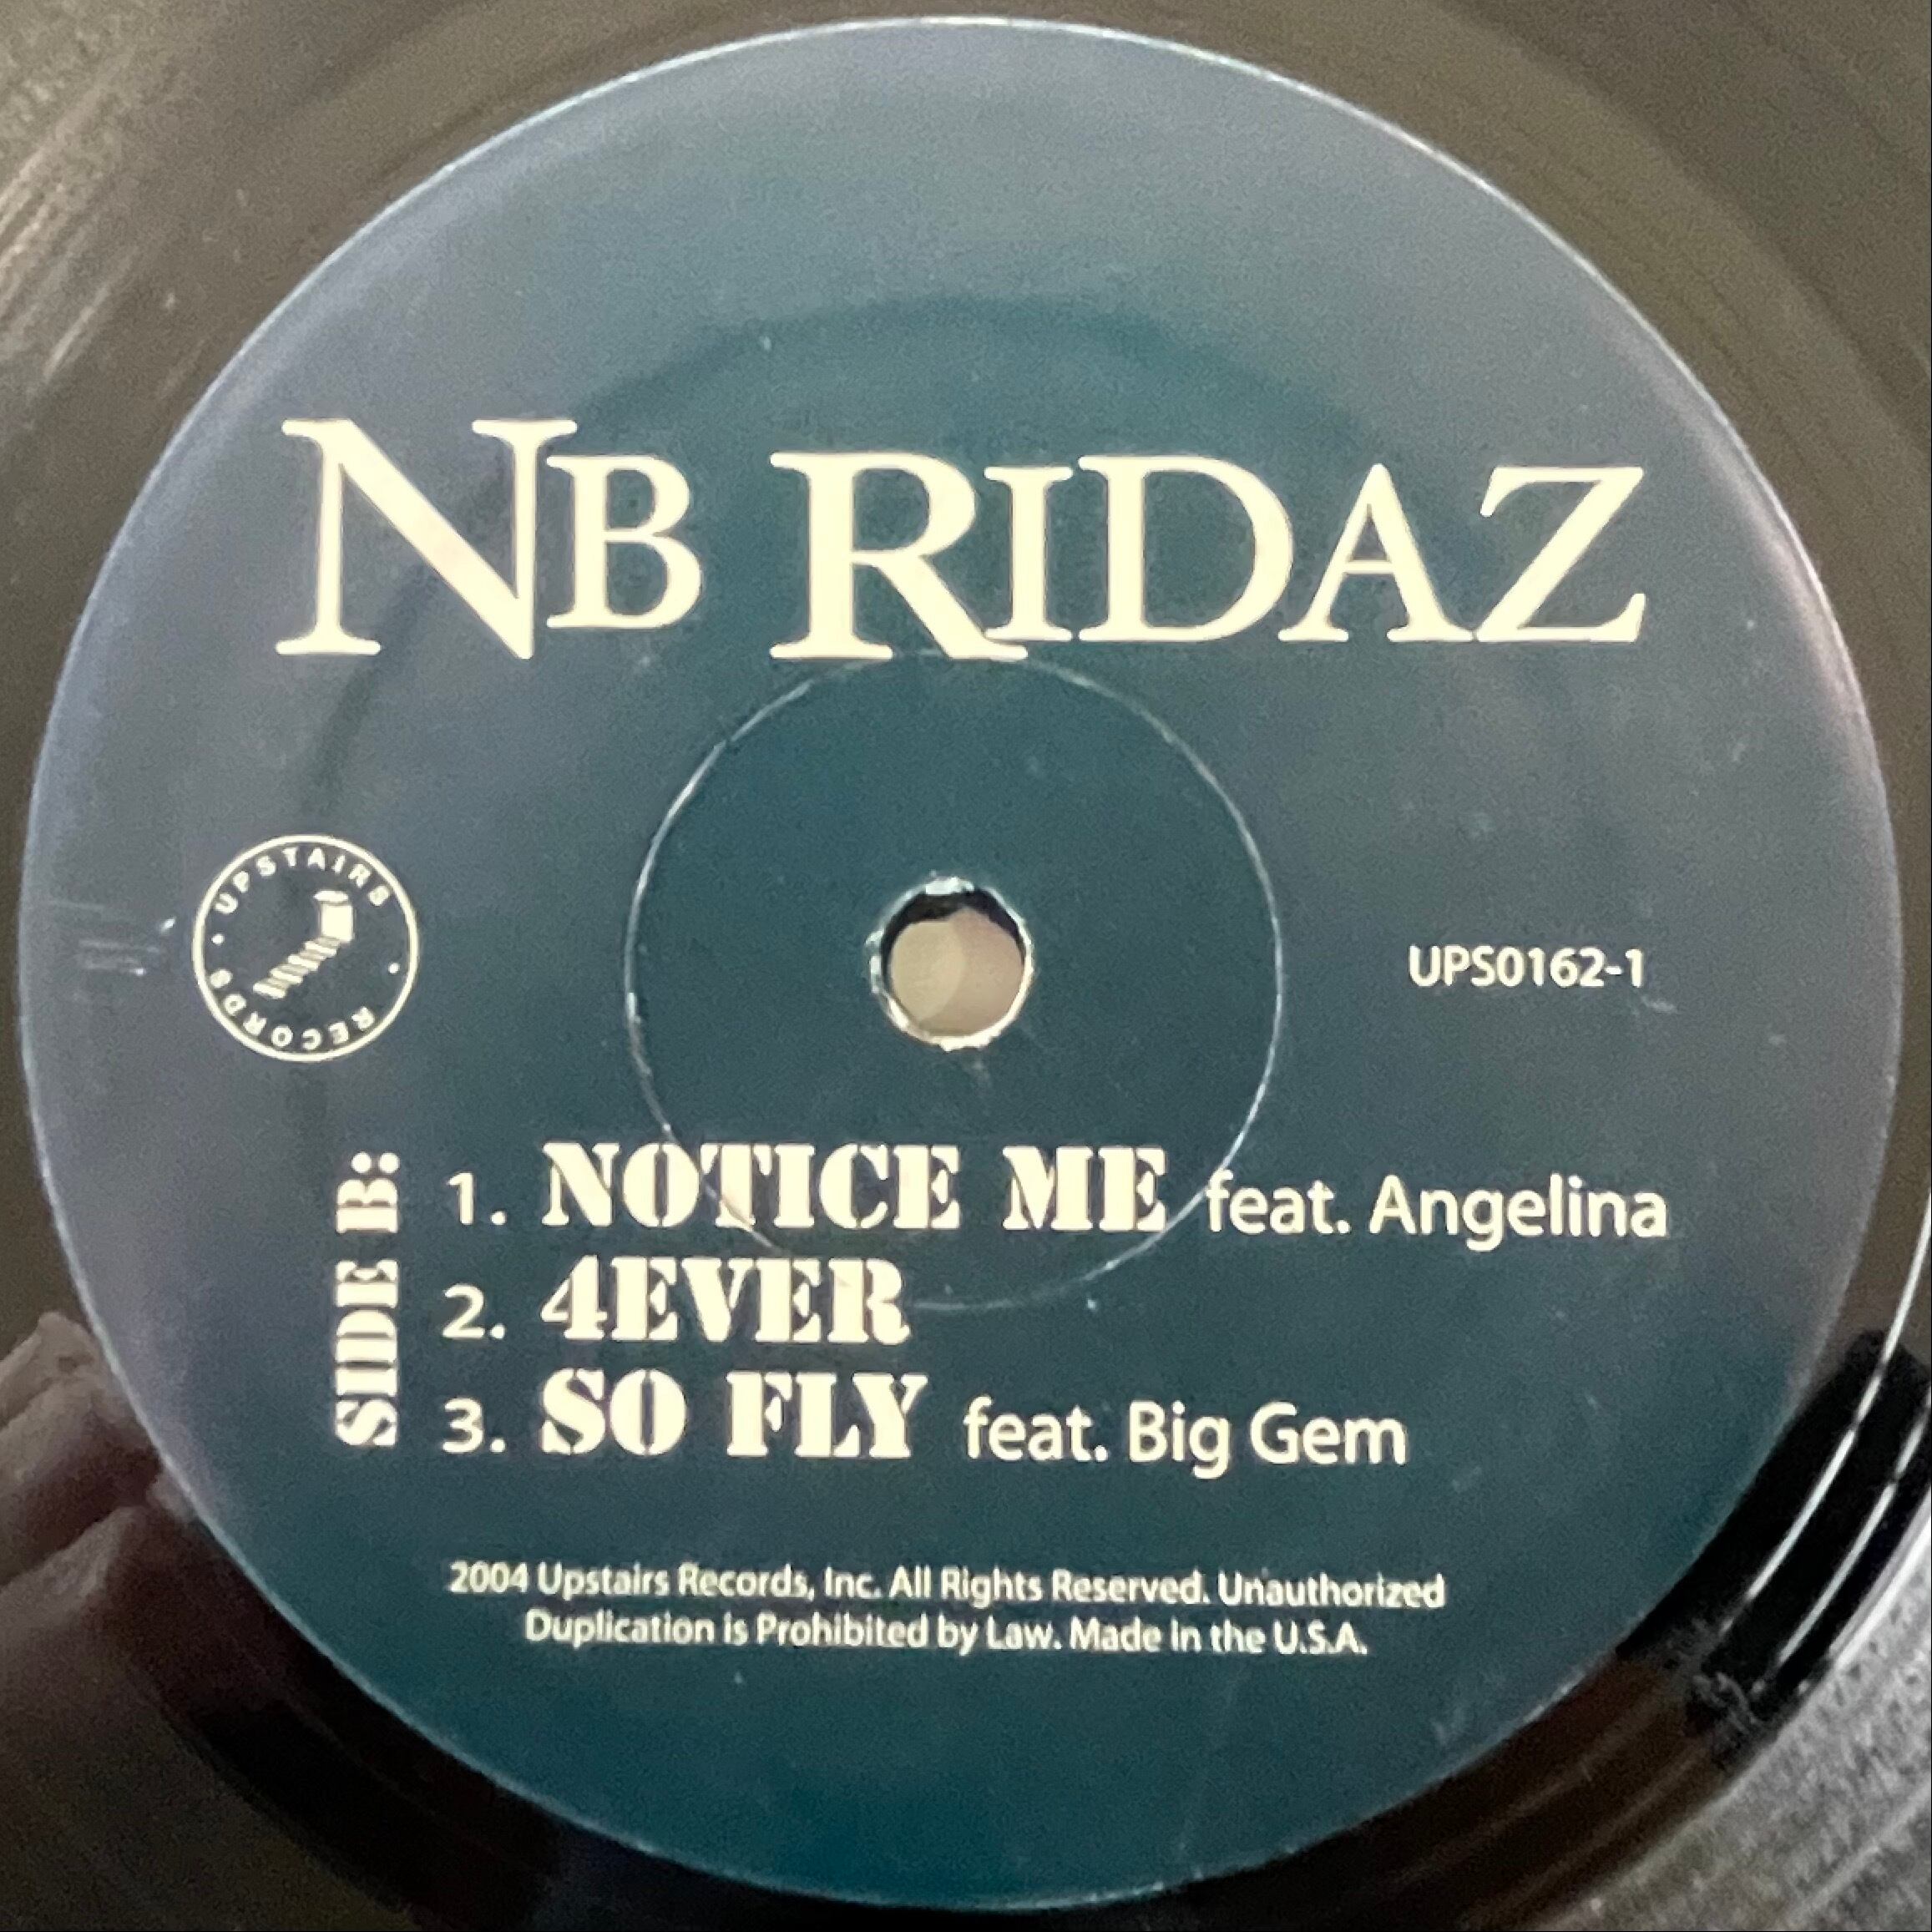 NB RIDAZ
UPSTAIRS
RECORDS
UPS0162-1
SIDE B:
1. NOTICE ME feat. Angelina
2. 4EVER
3. SO FLY feat. Big Gem
2004 Upstairs Records, Inc. All Rights Reserved. Unauthorized
Duplication is Prohibited by Law. Made in the U.S.A.